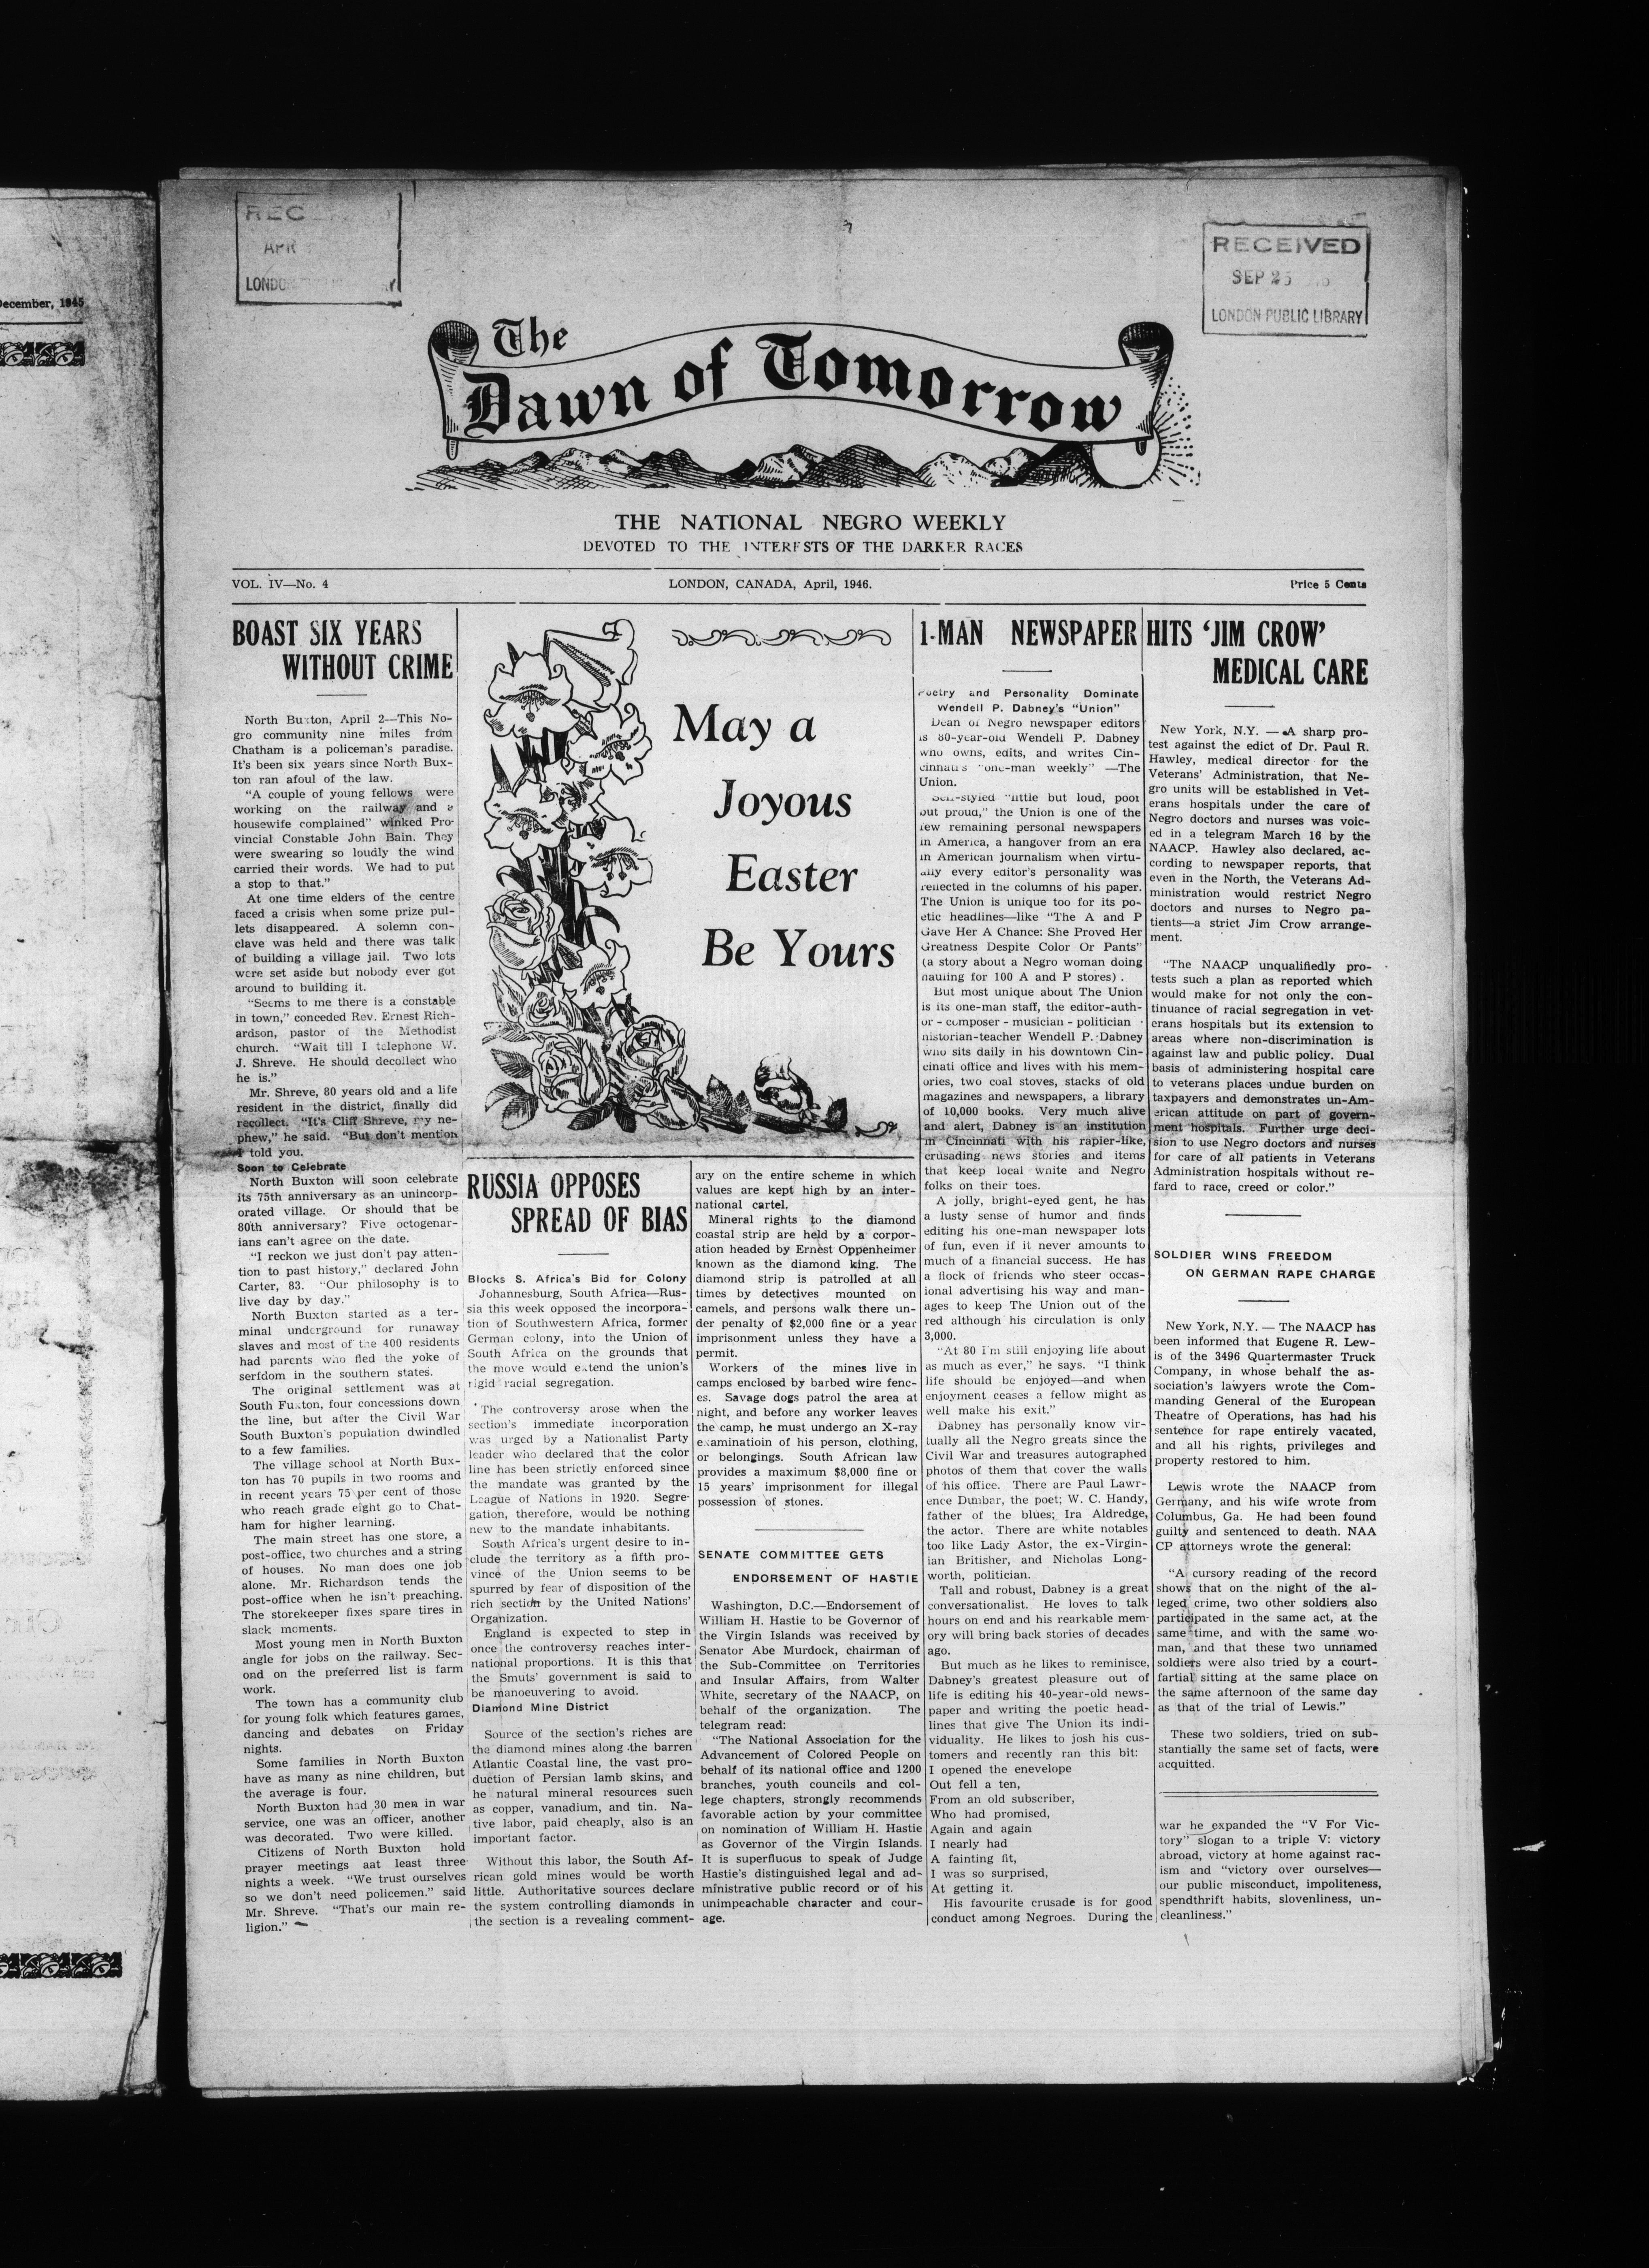 December, 1945
REC
APR
LONDO
RECEIVED
SEP 25
LONDON PUBLIC LIBRARY
The
Dawn of Tomorrow
THE NATIONAL NEGRO WEEKLY
DEVOTED TO THE INTERESTS OF THE DARKER RACES
VOL. IV—No. 4
LONDON, CANADA, April, 1946.
Price 5 Cents
BOAST SIX YEARS
WITHOUT CRIME
North Buxton, April 2—This No-
gro community nine miles from
Chatham is a policeman's paradise.
It's been six years since North Bux-
ton ran afoul of the law.
"A couple of young fellows were
working on the railway and a
housewife complained" winked Pro-
vincial Constable John Bain. They
were swearing so loudly the wind
carried their words. We had to put
a stop to that."
At one time elders of the centre
faced a crisis when some prize pul-
lets disappeared. A solemn con-
clave was held and there was talk
of building a village jail. Two lots
were set aside but nobody ever got
around to building it.
"Seems to me there is a constable
in town," conceded Rev. Ernest Rich-
ardson, pastor of the Methodist
church. "Wait till I telephone W.
J. Shreve. He should decollect who
he is."
Mr. Shreve, 80 years old and a life
resident in the district, finally did
recollect. "It's Cliff Shreve, my ne-
phew," he said. "But don't mention
I told you.
Soon to Celebrate
North Buxton will soon celebrate
its 75th anniversary as an unincorp-
orated village. Or should that be
80th anniversary? Five octogenar-
ians can't agree on the date.
"I reckon we just don't pay atten-
tion to past history," declared John
Carter, 83. "Our philosophy is to
live day by day."
North Buxton started as a ter-
minal underground for runaway
slaves and most of the 400 residents
had parents who fled the yoke of
serfdom in the southern states.
The original settlement was at
South Fuxton, four concessions down
the line, but after the Civil War
South Buxton's population dwindled
to a few families.
The village school at North Bux-
ton has 70 pupils in two rooms and
in recent years 75 per cent of those
who reach grade eight go to Chat-
ham for higher learning.
The main street has one store, a
post-office, two churches and a string
of houses. No man does one job
alone. Mr. Richardson tends the
post-office when he isn't preaching.
The storekeeper fixes spare tires in
slack moments.
Most young men in North Buxton
angle for jobs on the railway. Sec-
ond on the preferred list is farm
work.
The town has a community club
for young folk which features games,
dancing and debates on Friday
nights.
Some families in North Buxton
have as many as nine children, but
the average is four.
North Buxton had 30 men in war
service, one was an officer, another
was decorated. Two were killed.
Citizens of North Buxton hold
prayer meetings aat least three
nights a week. "We trust ourselves
so we don't need policemen." said
Mr. Shreve. "That's our main re-
ligion."
May a
Joyous
Easter
Be Yours
RUSSIA OPPOSES
SPREAD OF BIAS
Blocks S. Africa's Bid for Colony
Johannesburg, South Africa—Rus-
sia this week opposed the incorpora-
tion of Southwestern Africa, former
German colony, into the Union of
South Africa on the grounds that
the move would extend the union's
rigid racial segregation.
The controversy arose when the
section's immediate incorporation
was urged by a Nationalist Party
leader who declared that the color
line has been strictly enforced since
the mandate was granted by the
League of Nations in 1920. Segre-
gation, therefore, would be nothing
new to the mandate inhabitants.
South Africa's urgent desire to in-
clude the territory as a fifth pro-
vince of the Union seems to be
spurred by fear of disposition of the
rich section by the United Nations'
Organization.
England is expected to step in
once the controversy reaches inter-
national proportions. It is this that
the Smuts' government is said to
be manoeuvering to avoid.
Diamond Mine District
Source of the section's riches are
the diamond mines along the barren
Atlantic Coastal line, the vast pro-
duction of Persian lamb skins, and
he natural mineral resources such
as copper, vanadium, and tin. Na-
tive labor, paid cheaply, also is an
important factor.
Without this labor, the South Af-
rican gold mines would be worth
little. Authoritative sources declare
the system controlling diamonds in
the section is a revealing comment-
ary on the entire scheme in which
values are kept high by an inter-
national cartel.
Mineral rights to the diamond
coastal strip are held by a corpor-
ation headed by Ernest Oppenheimer
known as the diamond king. The
diamond strip is patrolled at all
times by detectives mounted on
camels, and persons walk there un-
der penalty of $2,000 fine or a year
imprisonment unless they have a
permit.
Workers of the mines live in
camps enclosed by barbed wire fenc-
es. Savage dogs patrol the area at
night, and before any worker leaves
the camp, he must undergo an X-ray
examinatioin of his person, clothing,
or belongings. South African law
provides a maximum $8,000 fine or
15 years' imprisonment for illegal
possession of stones.
SENATE COMMITTEE GETS
ENDORSEMENT OF HASTIE
Washington, D.C.—Endorsement of
William H. Hastie to be Governor of
the Virgin Islands was received by
Senator Abe Murdock, chairman of
the Sub-Committee on Territories
and Insular Affairs, from Walter
White, secretary of the NAACP, on
behalf of the organization. The
telegram read:
"The National Association for the
Advancement of Colored People on
behalf of its national office and 1200
branches, youth councils and col-
lege chapters, strongly recommends
favorable action by your committee
on nomination of William H. Hastie
as Governor of the Virgin Islands.
It is superflucus to speak of Judge
Hastie's distinguished legal and ad-
ministrative public record or of his
unimpeachable character and cour-
age.
1-MAN NEWSPAPER
Poetry and Personality Dominate
Wendell P. Dabney's "Union"
Dean of Negro newspaper editors
is 80-year-old Wendell P. Dabney
who owns, edits, and writes Cin-
cinnati's "one-man weekly" —The
Union.
Self-styled "little but loud, poor
but proud," the Union is one of the
few remaining personal newspapers
in America, a hangover from an era
in American journalism when virtu-
ally every editor's personality was
reflected in the columns of his paper.
The Union is unique too for its po-
etic headlines—like "The A and P
Gave Her A Chance: She Proved Her
Greatness Despite Color Or Pants"
(a story about a Negro woman doing
hauling for 100 A and P stores) .
But most unique about The Union
is its one-man staff, the editor-auth-
or - composer - musician - politician -
historian-teacher Wendell P. Dabney
who sits daily in his downtown Cin-
cinati office and lives with his mem-
ories, two coal stoves, stacks of old
magazines and newspapers, a library
of 10,000 books. Very much alive
and alert, Dabney is an institution
in Cincinnati with his rapier-like,
crusading news stories and items
that keep local white and Negro
folks on their toes.
A jolly, bright-eyed gent, he has
a lusty sense of humor and finds
editing his one-man newspaper lots
of fun, even if it never amounts to
much of a financial success. He has
a flock of friends who steer occas-
ional advertising his way and man-
ages to keep The Union out of the
red although his circulation is only
3,000.
"At 80 I'm still enjoying life about
as much as ever," he says. "I think
life should be enjoyed—and when
enjoyment ceases a fellow might as
well make his exit."
Dabney has personally know vir-
tually all the Negro greats since the
Civil War and treasures autographed
photos of them that cover the walls
of his office. There are Paul Lawr-
ence Dunbar, the poet; W. C. Handy,
father of the blues; Ira Aldredge,
the actor. There are white notables
too like Lady Astor, the ex-Virgin-
ian Britisher, and Nicholas Long-
worth, politician.
Tall and robust, Dabney is a great
conversationalist. He loves to talk
hours on end and his rearkable mem-
ory will bring back stories of decades
ago.
But much as he likes to reminisce,
Dabney's greatest pleasure out of
life is editing his 40-year-old news-
paper and writing the poetic head-
lines that give The Union its indi-
viduality. He likes to josh his cus-
tomers and recently ran this bit:
I opened the enevelope
Out fell a ten,
From an old subscriber,
Who had promised,
Again and again
I nearly had
A fainting fit,
I was so surprised,
At getting it.
His favourite crusade is for good
conduct among Negroes. During the
HITS 'JIM CROW'
MEDICAL CARE
New York, N.Y. — A sharp pro-
test against the edict of Dr. Paul R.
Hawley, medical director for the
Veterans' Administration, that Ne-
gro units will be established in Vet-
erans hospitals under the care of
Negro doctors and nurses was voic-
ed in a telegram March 16 by the
NAACP. Hawley also declared, ac-
cording to newspaper reports, that
even in the North, the Veterans Ad-
ministration would restrict Negro
doctors and nurses to Negro pa-
tients—a strict Jim Crow arrange-
ment.
"The NAACP unqualifiedly pro-
tests such a plan as reported which
would make for not only the con-
tinuance of racial segregation in vet-
erans hospitals but its extension to
areas where non-discrimination is
against law and public policy. Dual
basis of administering hospital care
to veterans places undue burden on
taxpayers and demonstrates un-Am-
erican attitude on part of govern-
ment hospitals. Further urge deci-
sion to use Negro doctors and nurses
for care of all patients in Veterans
Administration hospitals without re-
fard to race, creed or color."
SOLDIER WINS FREEDOM
ON GERMAN RAPE CHARGE
New York, N.Y. — The NAACP has
been informed that Eugene R. Lew-
is of the 3496 Quartermaster Truck
Company, in whose behalf the as-
sociation's lawyers wrote the Com-
manding General of the European
Theatre of Operations, has had his
sentence for rape entirely vacated,
and all his rights, privileges and
property restored to him.
Lewis wrote the NAACP from
Germany, and his wife wrote from
Columbus, Ga. He had been found
guilty and sentenced to death. NAA
CP attorneys wrote the general:
"A cursory reading of the record
shows that on the night of the al-
leged crime, two other soldiers also
participated in the same act, at the
same time, and with the same wo-
man, and that these two unnamed
soldiers were also tried by a court-
fartial sitting at the same place on
the same afternoon of the same day
as that of the trial of Lewis."
These two soldiers, tried on sub-
stantially the same set of facts, were
acquitted.
war he expanded the "V For Vic-
tory" slogan to a triple V: victory
abroad, victory at home against rac-
ism and "victory over ourselves—
our public misconduct, impoliteness,
spendthrift habits, slovenliness, un-
cleanliness."